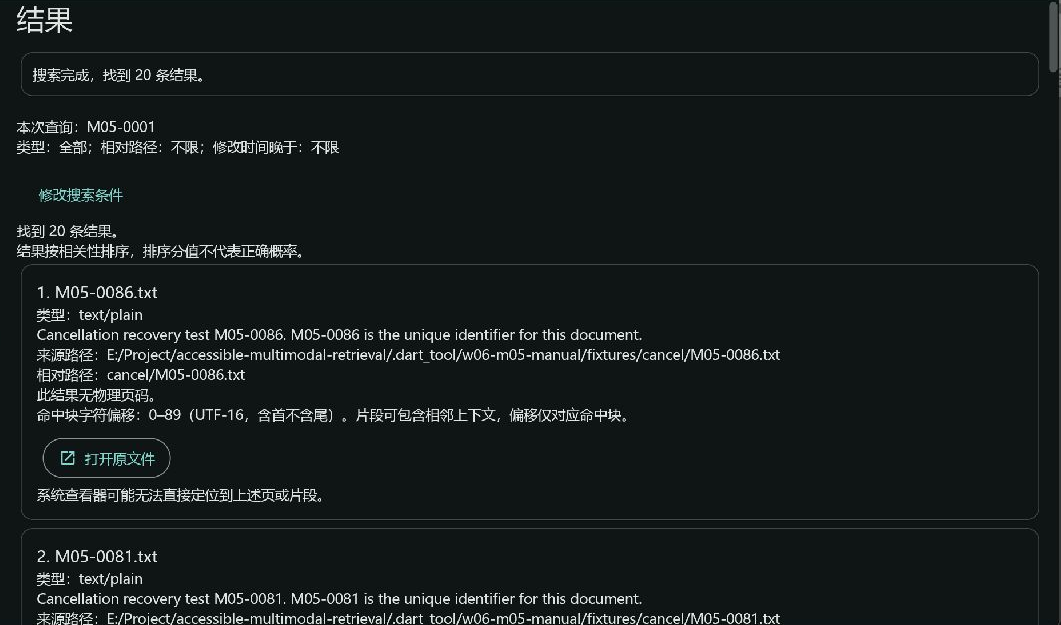 结果
搜索完成，找到 20 条结果。
本次查询：M05-0001
类型：全部；相对路径：不限；修改时间晚于：不限
修改搜索条件
找到 20 条结果。
结果按相关性排序，排序分值不代表正确概率。
1. M05-0086.txt
类型：text/plain
Cancellation recovery test M05-0086. M05-0086 is the unique identifier for this document.
来源路径：E:/Project/accessible-multimodal-retrieval/.dart_tool/w06-m05-manual/fixtures/cancel/M05-0086.txt
相对路径：cancel/M05-0086.txt
此结果无物理页码。
命中块字符偏移：0–89（UTF-16，含首不含尾）。片段可包含相邻上下文，偏移仅对应命中块。
打开原文件
系统查看器可能无法直接定位到上述页或片段。
2. M05-0081.txt
类型：text/plain
Cancellation recovery test M05-0081. M05-0081 is the unique identifier for this document.
来源路径：E:/Project/accessible-multimodal-retrieval/.dart_tool/w06-m05-manual/fixtures/cancel/M05-0081.txt